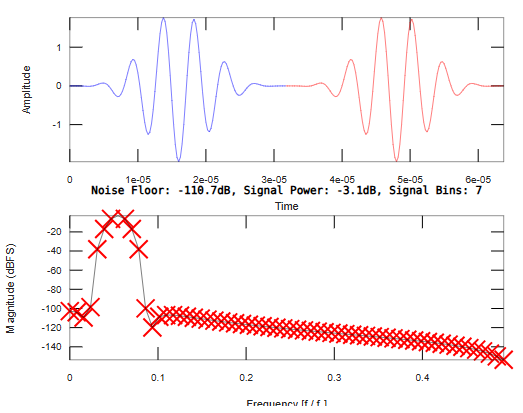 Amplitude
1
0
-1
0 1e-05 2e-05 3e-05 4e-05 5e-05 6e-05
Noise Floor: -110.7dB, Signal Power: -3.1dB, Signal Bins: 7
Time
Magnitude (dBFS)
-20
-40
-60
-80
-100
-120
-140
0 0.1 0.2 0.3 0.4
Frequency [f / f